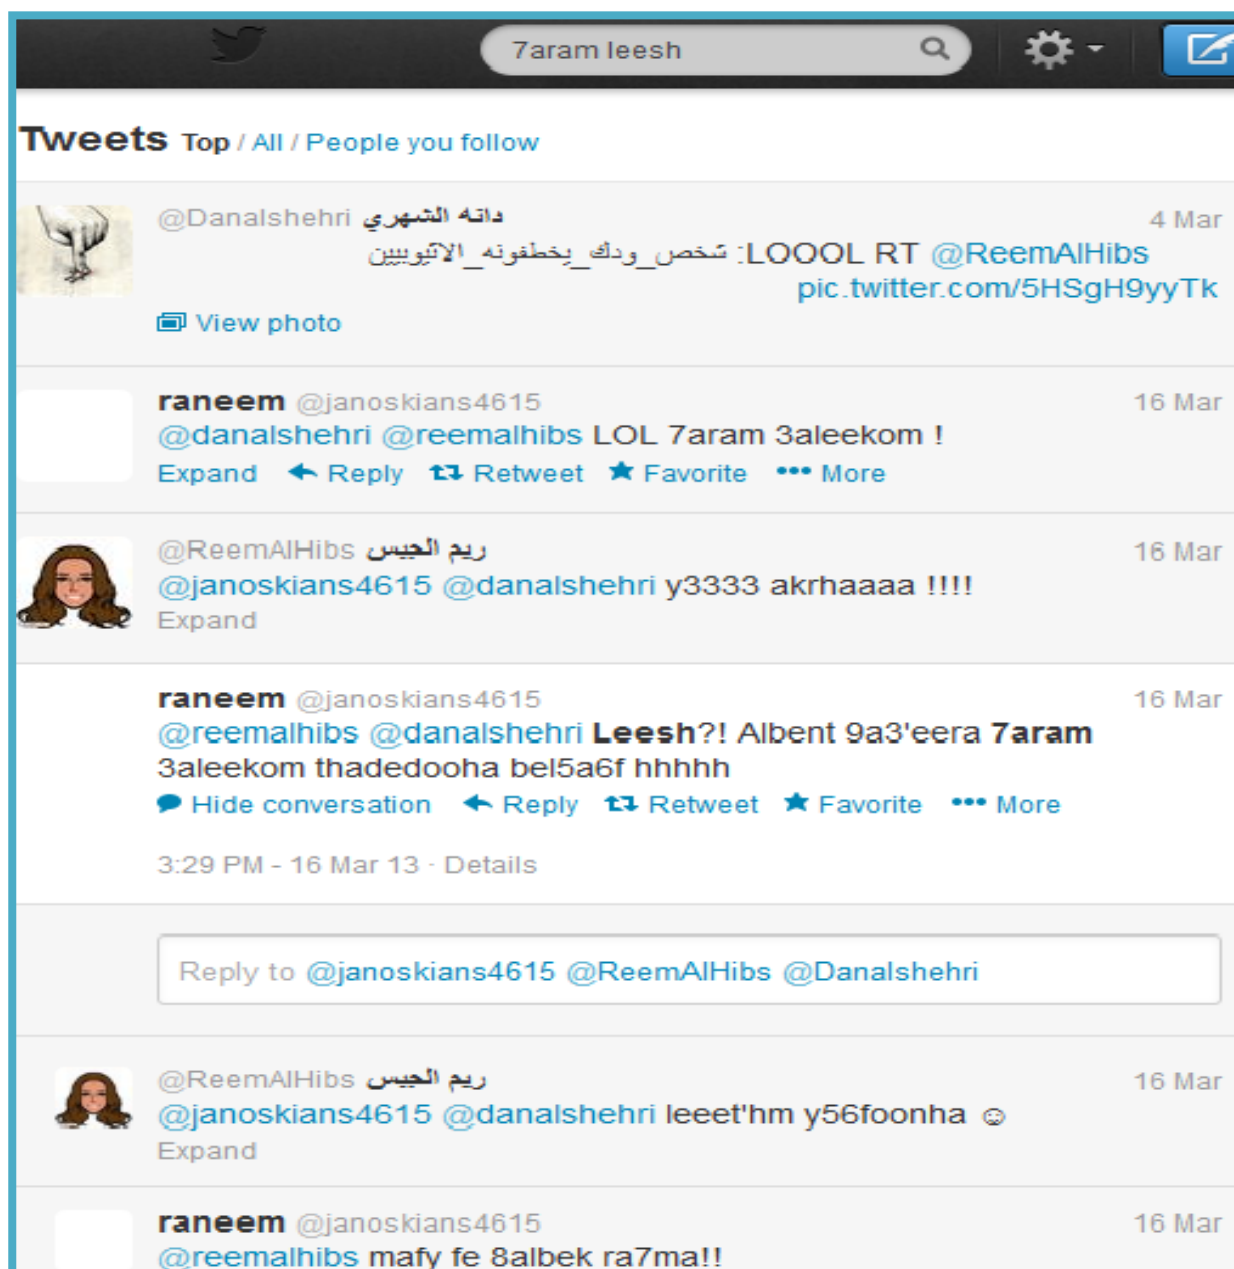 7aram leesh
Tweets Top / All / People you follow
@Danalshehri دانه الشهري 4 Mar
LOOOL RT @ReemAlHibs: شخص_ودك_يخطفونه_الاثيوبيين
pic.twitter.com/5HSgH9yyTk
View photo
raneem @janoskians4615 16 Mar
@danalshehri @reemalhibs LOL 7aram 3aleekom !
Expand Reply Retweet Favorite More
@ReemAlHibs ريم الحبس 16 Mar
@janoskians4615 @danalshehri y3333 akrhaaaa !!!!
Expand
raneem @janoskians4615 16 Mar
@reemalhibs @danalshehri Leesh?! Albent 9a3'eera 7aram
3aleekom thadedooha bel5a6f hhhhh
Hide conversation Reply Retweet Favorite More
3:29 PM - 16 Mar 13 · Details
Reply to @janoskians4615 @ReemAlHibs @Danalshehri
@ReemAlHibs ريم الحبس 16 Mar
@janoskians4615 @danalshehri leeet'hm y56foonha ☺
Expand
raneem @janoskians4615 16 Mar
@reemalhibs mafy fe 8albek ra7ma!!